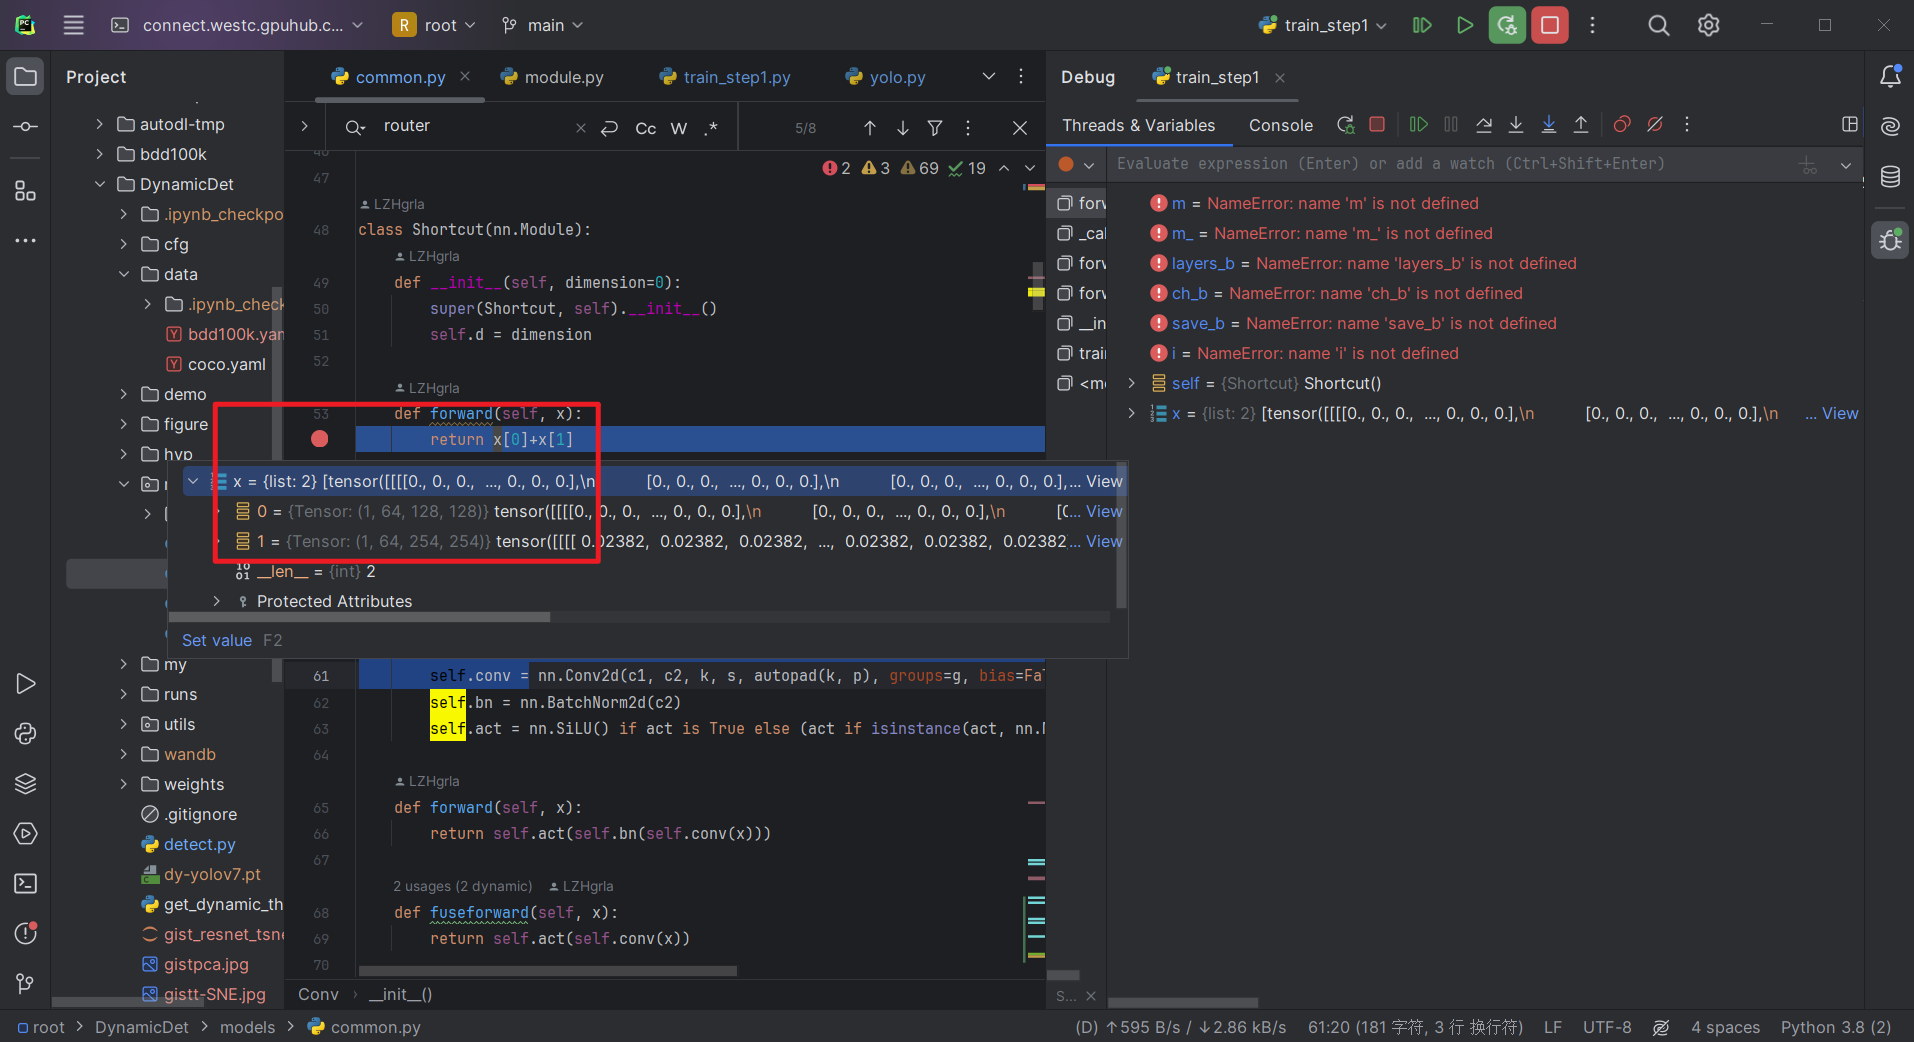 connect.westc.gpuhub.c...
R root
main
train_step1
Project
autodl-tmp
bdd100k
DynamicDet
.ipynb_checkpo
cfg
data
.ipynb_check
bdd100k.yan
coco.yaml
demo
figure
hyp
my
runs
utils
wandb
weights
.gitignore
detect.py
dy-yolov7.pt
get_dynamic_th
gist_resnet_tsne
gistpca.jpg
gistt-SNE.jpg
common.py
module.py
train_step1.py
yolo.py
router
Cc W .*
5/8
2 3 69 19
47
LZHgrla
48 class Shortcut(nn.Module):
LZHgrla
49 def __init__(self, dimension=0):
50 super(Shortcut, self).__init__()
51 self.d = dimension
52
LZHgrla
53 def forward(self, x):
return x[0]+x[1]
x = {list: 2} [tensor([[[[0., 0., 0., ..., 0., 0., 0.],\n [0., 0., 0., ..., 0., 0., 0.],\n [0., 0., 0., ..., 0., 0., 0.],... View
0 = {Tensor: (1, 64, 128, 128)} tensor([[[[0., 0., 0., ..., 0., 0., 0.],\n [0., 0., 0., ..., 0., 0., 0.],\n [0... View
1 = {Tensor: (1, 64, 254, 254)} tensor([[[[ 0.02382, 0.02382, 0.02382, ..., 0.02382, 0.02382, 0.02382... View
__len__ = {int} 2
Protected Attributes
Set value F2
61 self.conv = nn.Conv2d(c1, c2, k, s, autopad(k, p), groups=g, bias=Fal
62 self.bn = nn.BatchNorm2d(c2)
63 self.act = nn.SiLU() if act is True else (act if isinstance(act, nn.M
64
LZHgrla
65 def forward(self, x):
66 return self.act(self.bn(self.conv(x)))
67
2 usages (2 dynamic) LZHgrla
68 def fuseforward(self, x):
69 return self.act(self.conv(x))
70
Conv › __init__()
Debug
train_step1
Threads & Variables
Console
Evaluate expression (Enter) or add a watch (Ctrl+Shift+Enter)
forw
_cal
forw
forw
__in
trai
<mo
S...
m = NameError: name 'm' is not defined
m_ = NameError: name 'm_' is not defined
layers_b = NameError: name 'layers_b' is not defined
ch_b = NameError: name 'ch_b' is not defined
save_b = NameError: name 'save_b' is not defined
i = NameError: name 'i' is not defined
self = {Shortcut} Shortcut()
x = {list: 2} [tensor([[[[0., 0., 0., ..., 0., 0., 0.],\n [0., 0., 0., ..., 0., 0., 0.],\n ... View
root > DynamicDet > models > common.py
(D) ↑595 B/s / ↓2.86 kB/s
61:20 (181 字符, 3 行 换行符)
LF
UTF-8
4 spaces
Python 3.8 (2)